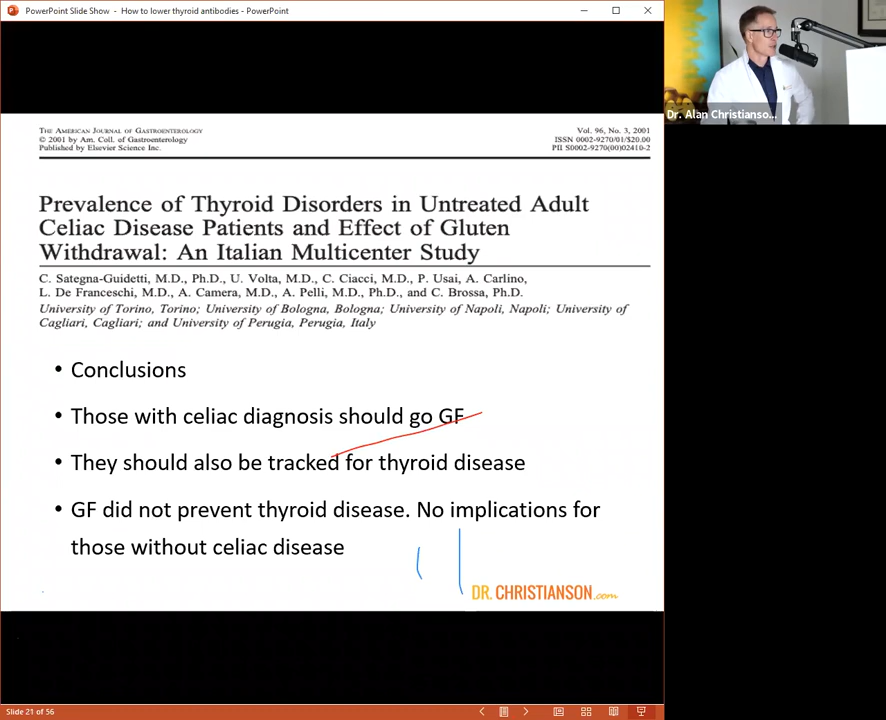 PowerPoint Slide Show - How to lower thyroid antibodies - PowerPoint
Dr. Alan Christianso...
THE AMERICAN JOURNAL OF GASTROENTEROLOGY
© 2001 by Am. Coll. of Gastroenterology
Published by Elsevier Science Inc.
Vol. 96, No. 3, 2001
ISSN 0002-9270/01/$20.00
PII S0002-9270(00)02410-2
Prevalence of Thyroid Disorders in Untreated Adult
Celiac Disease Patients and Effect of Gluten
Withdrawal: An Italian Multicenter Study
C. Sategna-Guidetti, M.D., Ph.D., U. Volta, M.D., C. Ciacci, M.D., P. Usai, A. Carlino,
L. De Franceschi, M.D., A. Camera, M.D., A. Pelli, M.D., Ph.D., and C. Brossa, Ph.D.
University of Torino, Torino; University of Bologna, Bologna; University of Napoli, Napoli; University of
Cagliari, Cagliari; and University of Perugia, Perugia, Italy
• Conclusions
• Those with celiac diagnosis should go GF
• They should also be tracked for thyroid disease
• GF did not prevent thyroid disease. No implications for
those without celiac disease
DR. CHRISTIANSON.com
Slide 21 of 56